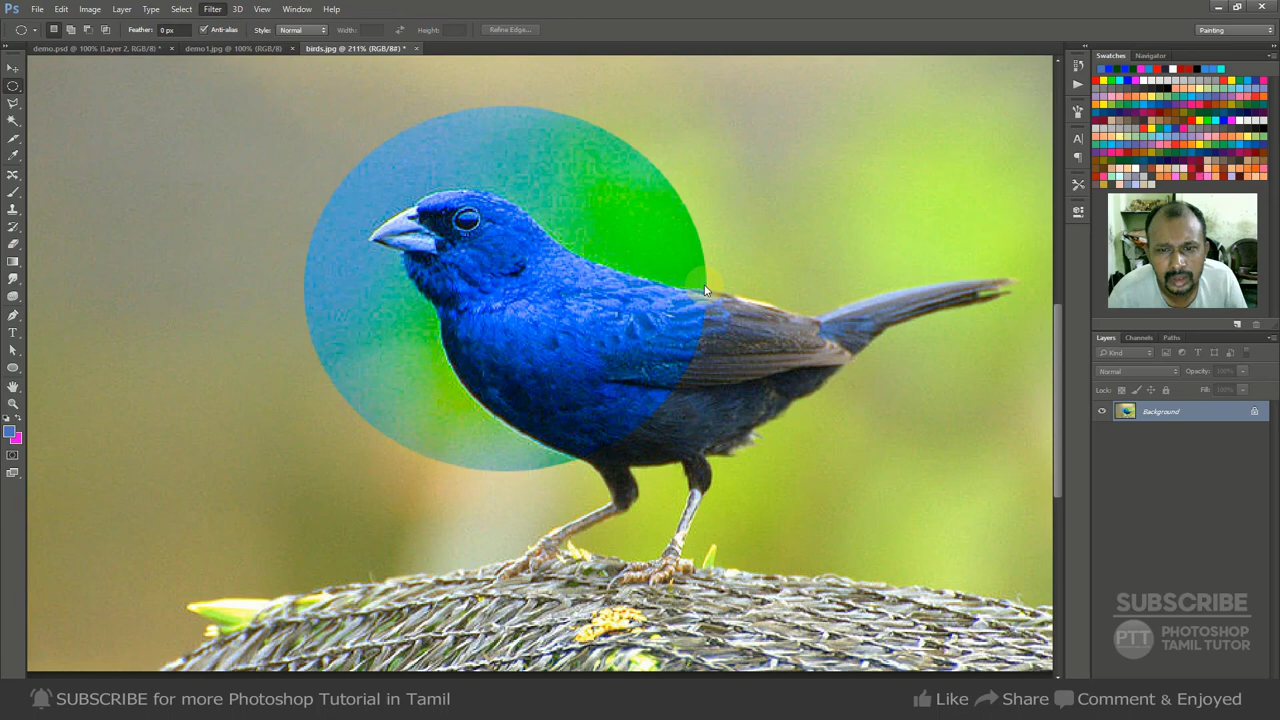 Ps File Edit Image Layer Type Select Filter 3D View Window Help
Feather: 0 px Anti-alias Style: Normal Width: Height: Refine Edge... Painting
demo.psd @ 100% (Layer 2, RGB/8) * × demo1.jpg @ 100% (RGB/8) × birds.jpg @ 211% (RGB/8#) * ×
Swatches Navigator
Layers Channels Paths
Kind
Normal Opacity: 100%
Lock: Fill: 100%
Background
SUBSCRIBE
PTT PHOTOSHOP
TAMIL TUTOR
SUBSCRIBE for more Photoshop Tutorial in Tamil Like Share Comment & Enjoyed